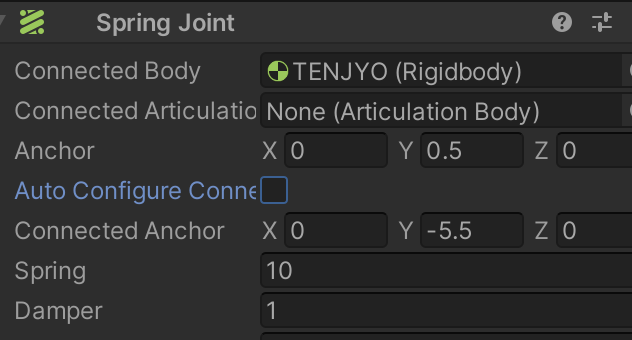 Spring Joint
Connected Body TENJYO (Rigidbody)
Connected Articulatio None (Articulation Body)
Anchor X 0 Y 0.5 Z 0
Auto Configure Conne
Connected Anchor X 0 Y -5.5 Z 0
Spring 10
Damper 1